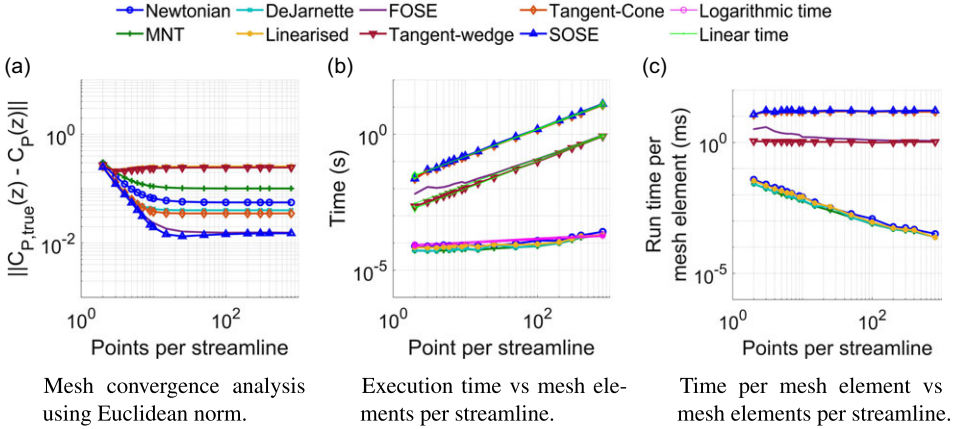 Newtonian DeJarnette FOSE Tangent-Cone Logarithmic time
MNT Linearised Tangent-wedge SOSE Linear time
(a) (b) (c)
||C_{P,true}(z) - C_P(z)||
10^0
10^{-2}
10^0 10^2
Points per streamline
Time (s)
10^0
10^{-5}
10^0 10^2
Point per streamline
Run time per
mesh element (ms)
10^0
10^{-5}
10^0 10^2
Points per streamline
Mesh convergence analysis
using Euclidean norm.
Execution time vs mesh ele-
ments per streamline.
Time per mesh element vs
mesh elements per streamline.